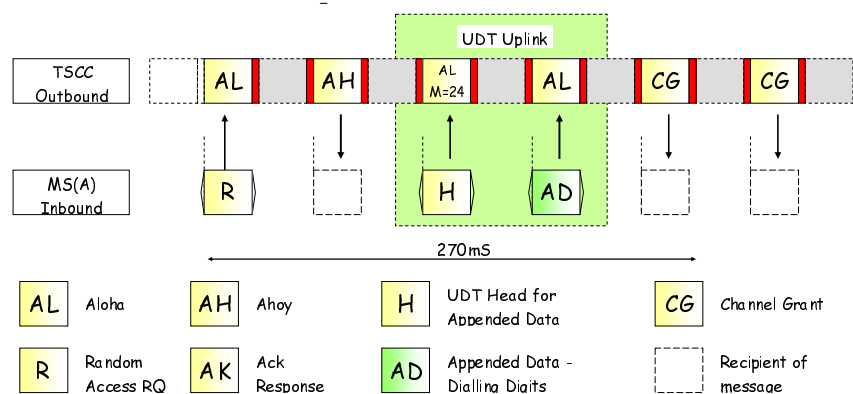 UDT Uplink
TSCC
Outbound
AL
AH
AL
M=24
AL
CG
CG
MS(A)
Inbound
R
H
AD
270mS
AL
Aloha
AH
Ahoy
H
UDT Head for
Appended Data
CG
Channel Grant
R
Random
Access RQ
AK
Ack
Response
AD
Appended Data -
Dialling Digits
Recipient of
message